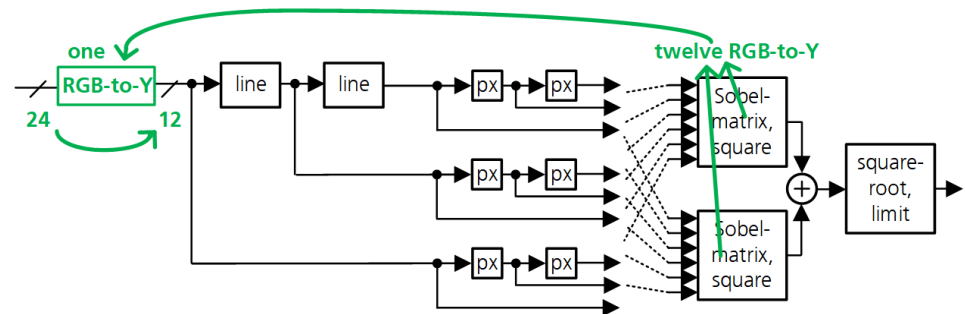 one
twelve RGB-to-Y
RGB-to-Y
24
12
line
line
px
px
Sobel-
matrix,
square
px
px
square-
root,
limit
Sobel-
matrix,
square
px
px